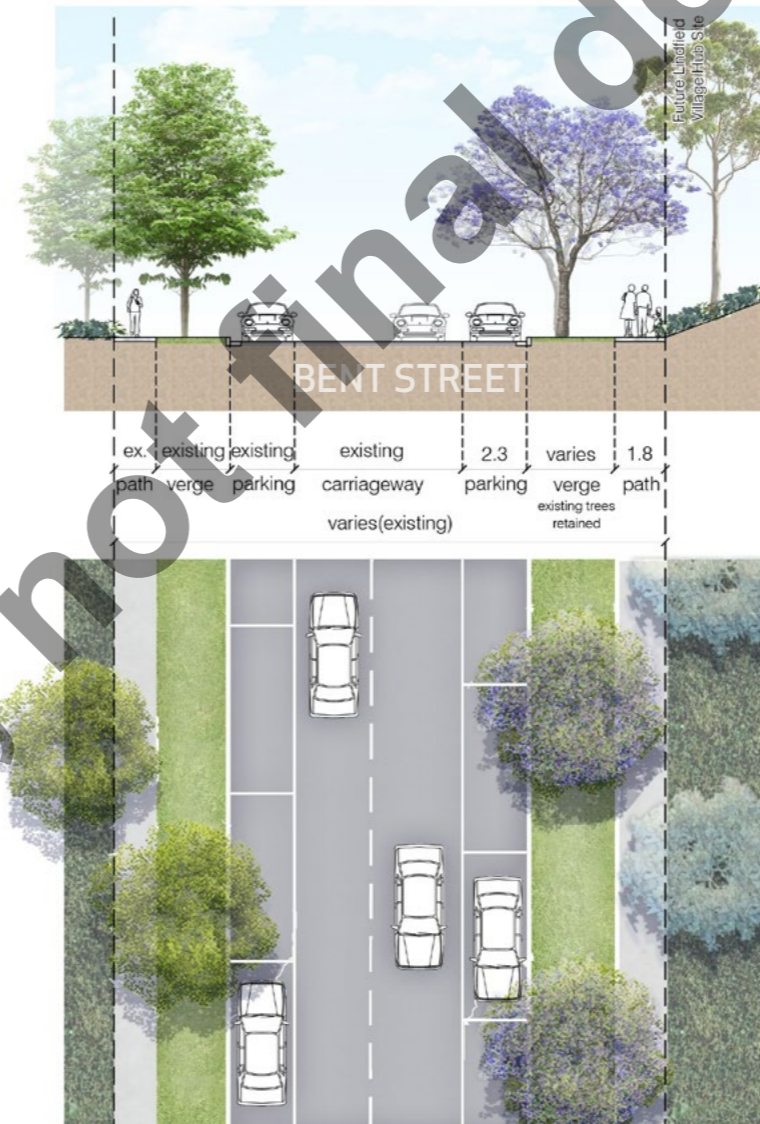 Future Lindfield
Village Hub Site
not final d
BENT STREET
ex. existing existing existing 2.3 varies 1.8
path verge parking carriageway parking verge path
existing trees
retained
varies(existing)